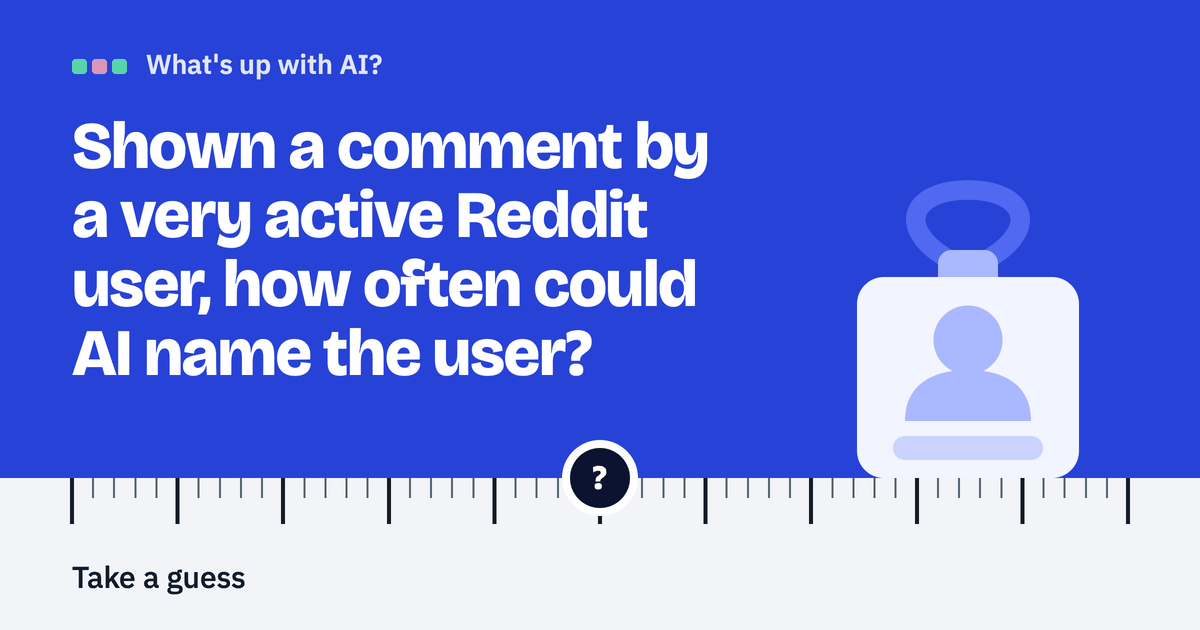 What's up with AI?
Shown a comment by
a very active Reddit
user, how often could
AI name the user?
?
Take a guess